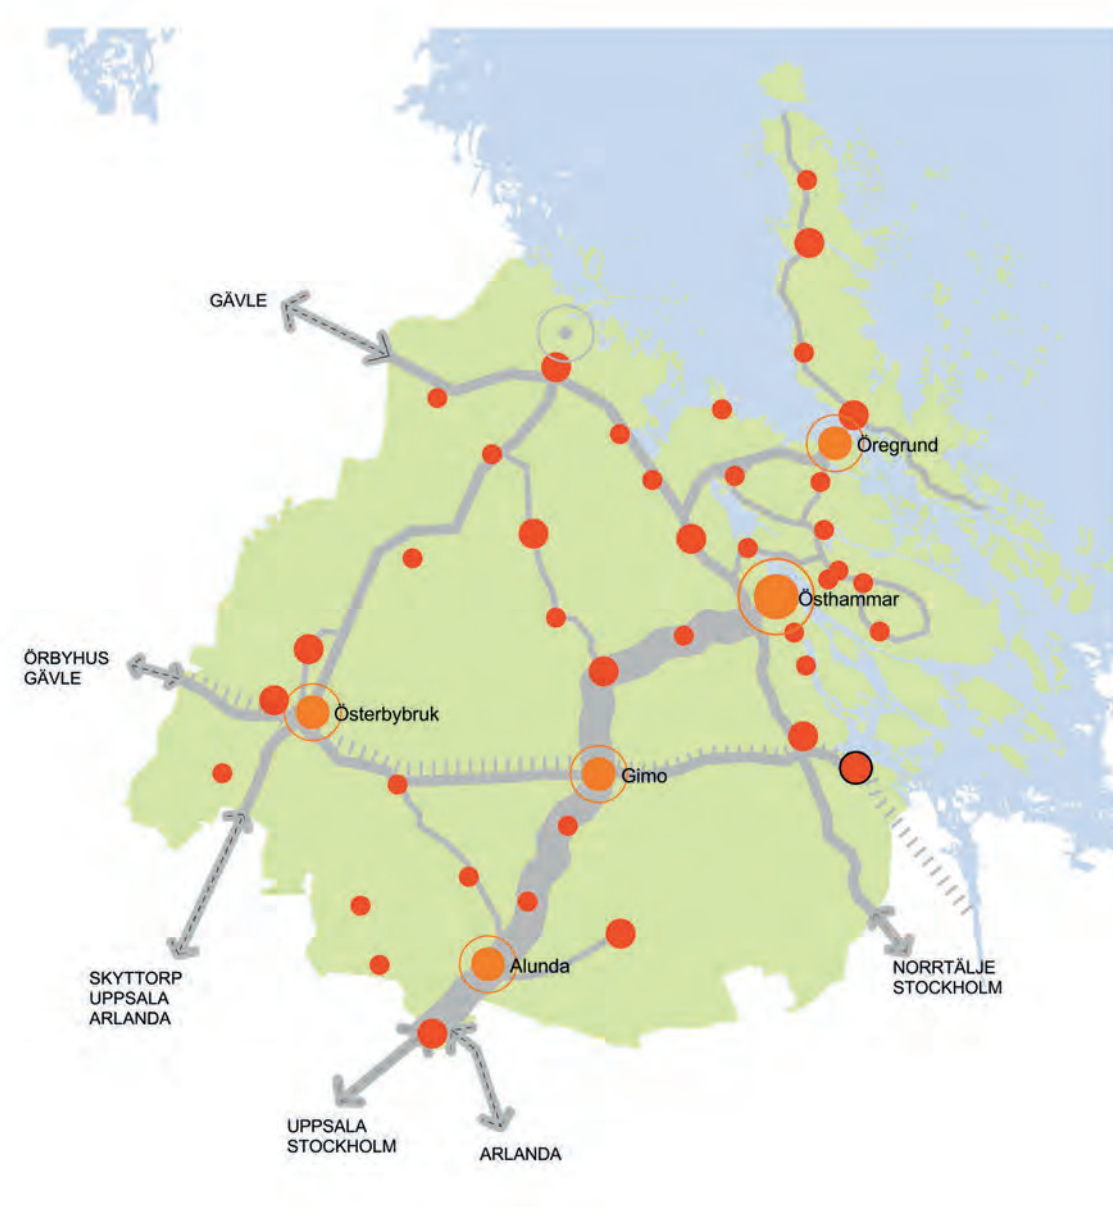 GÄVLE
Öregrund
Östhammar
ÖRBYHUS
GÄVLE
Österbybruk
Gimo
Alunda
SKYTTORP
UPPSALA
ARLANDA
NORRTÄLJE
STOCKHOLM
UPPSALA
STOCKHOLM
ARLANDA